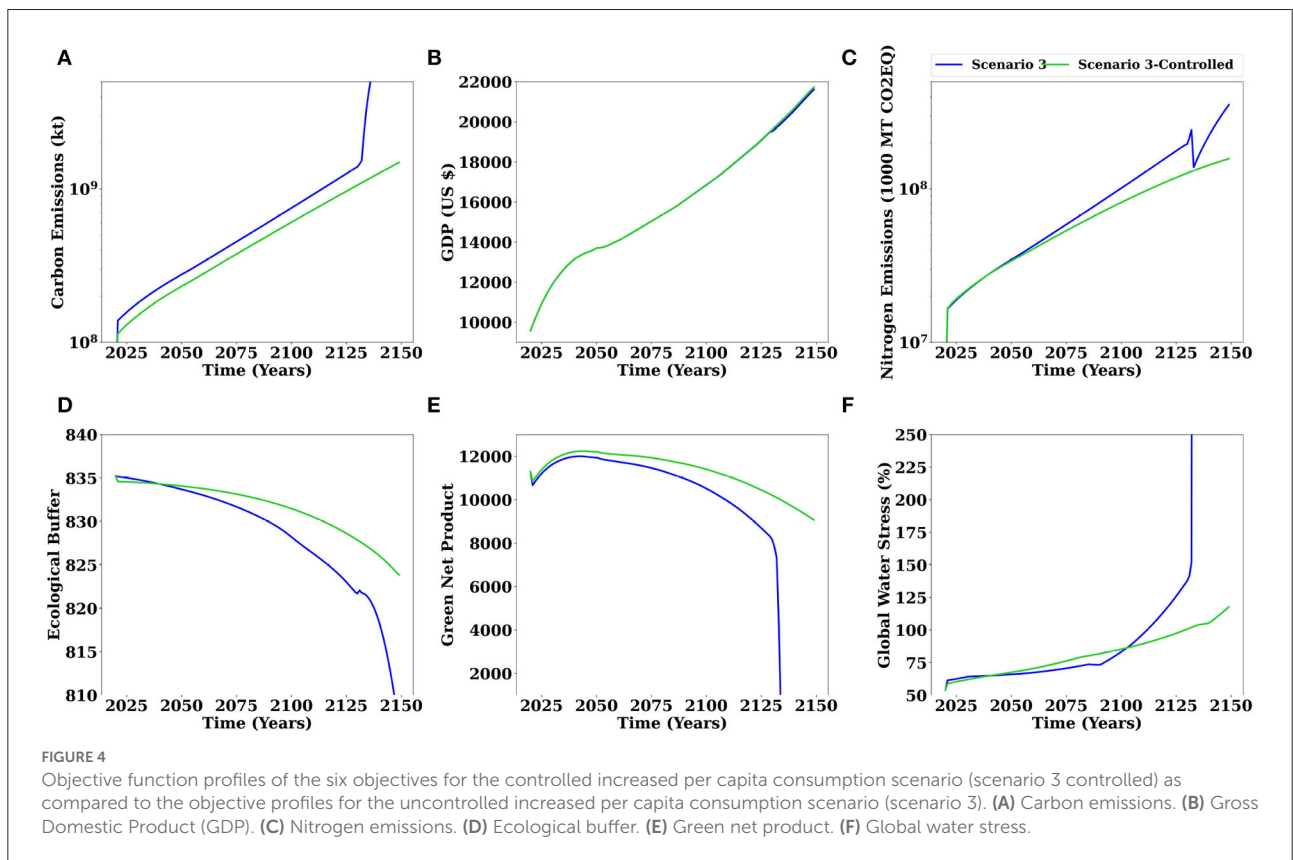 A
Carbon Emissions (kt)
10⁹
10⁸
2025 2050 2075 2100 2125 2150
Time (Years)
B
GDP (US $)
22000
20000
18000
16000
14000
12000
10000
2025 2050 2075 2100 2125 2150
Time (Years)
C
Scenario 3 Scenario 3-Controlled
Nitrogen Emissions (1000 MT CO2EQ)
10⁸
10⁷
2025 2050 2075 2100 2125 2150
Time (Years)
D
Ecological Buffer
840
835
830
825
820
815
810
2025 2050 2075 2100 2125 2150
Time (Years)
E
Green Net Product
12000
10000
8000
6000
4000
2000
2025 2050 2075 2100 2125 2150
Time (Years)
F
Global Water Stress (%)
250
225
200
175
150
125
100
75
50
2025 2050 2075 2100 2125 2150
Time (Years)
FIGURE 4
Objective function profiles of the six objectives for the controlled increased per capita consumption scenario (scenario 3 controlled) as
compared to the objective profiles for the uncontrolled increased per capita consumption scenario (scenario 3). (A) Carbon emissions. (B) Gross
Domestic Product (GDP). (C) Nitrogen emissions. (D) Ecological buffer. (E) Green net product. (F) Global water stress.